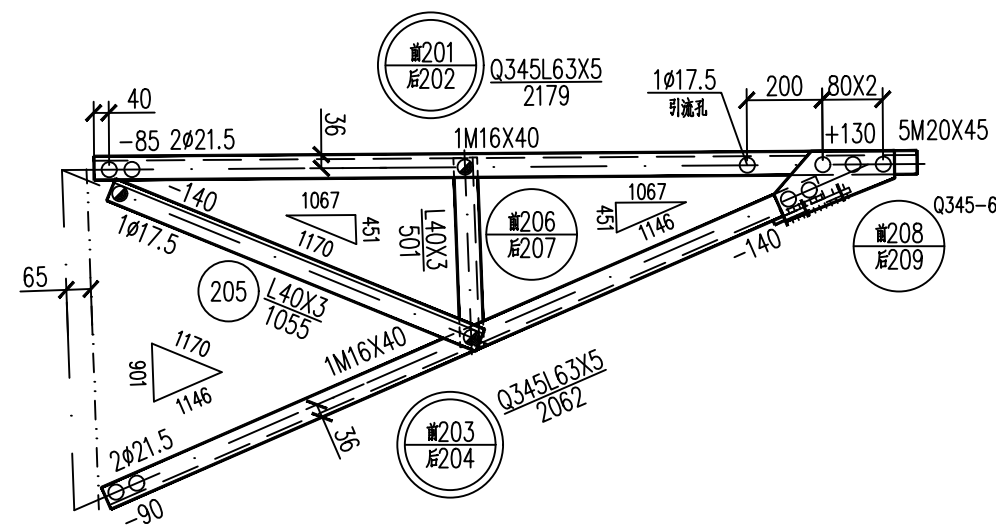 前201
后202
Q345L63X5
2179
1φ17.5
引流孔
200
80X2
40
-85
2φ21.5
36
1M16X40
+130
5M20X45
-140
1φ17.5
1067
451
1170
L40X3
501
前206
后207
1067
451
1146
Q345-6
前208
后209
-140
65
205
L40X3
1055
1170
901
1146
1M16X40
Q345L63X5
2062
36
前203
后204
2φ21.5
-90